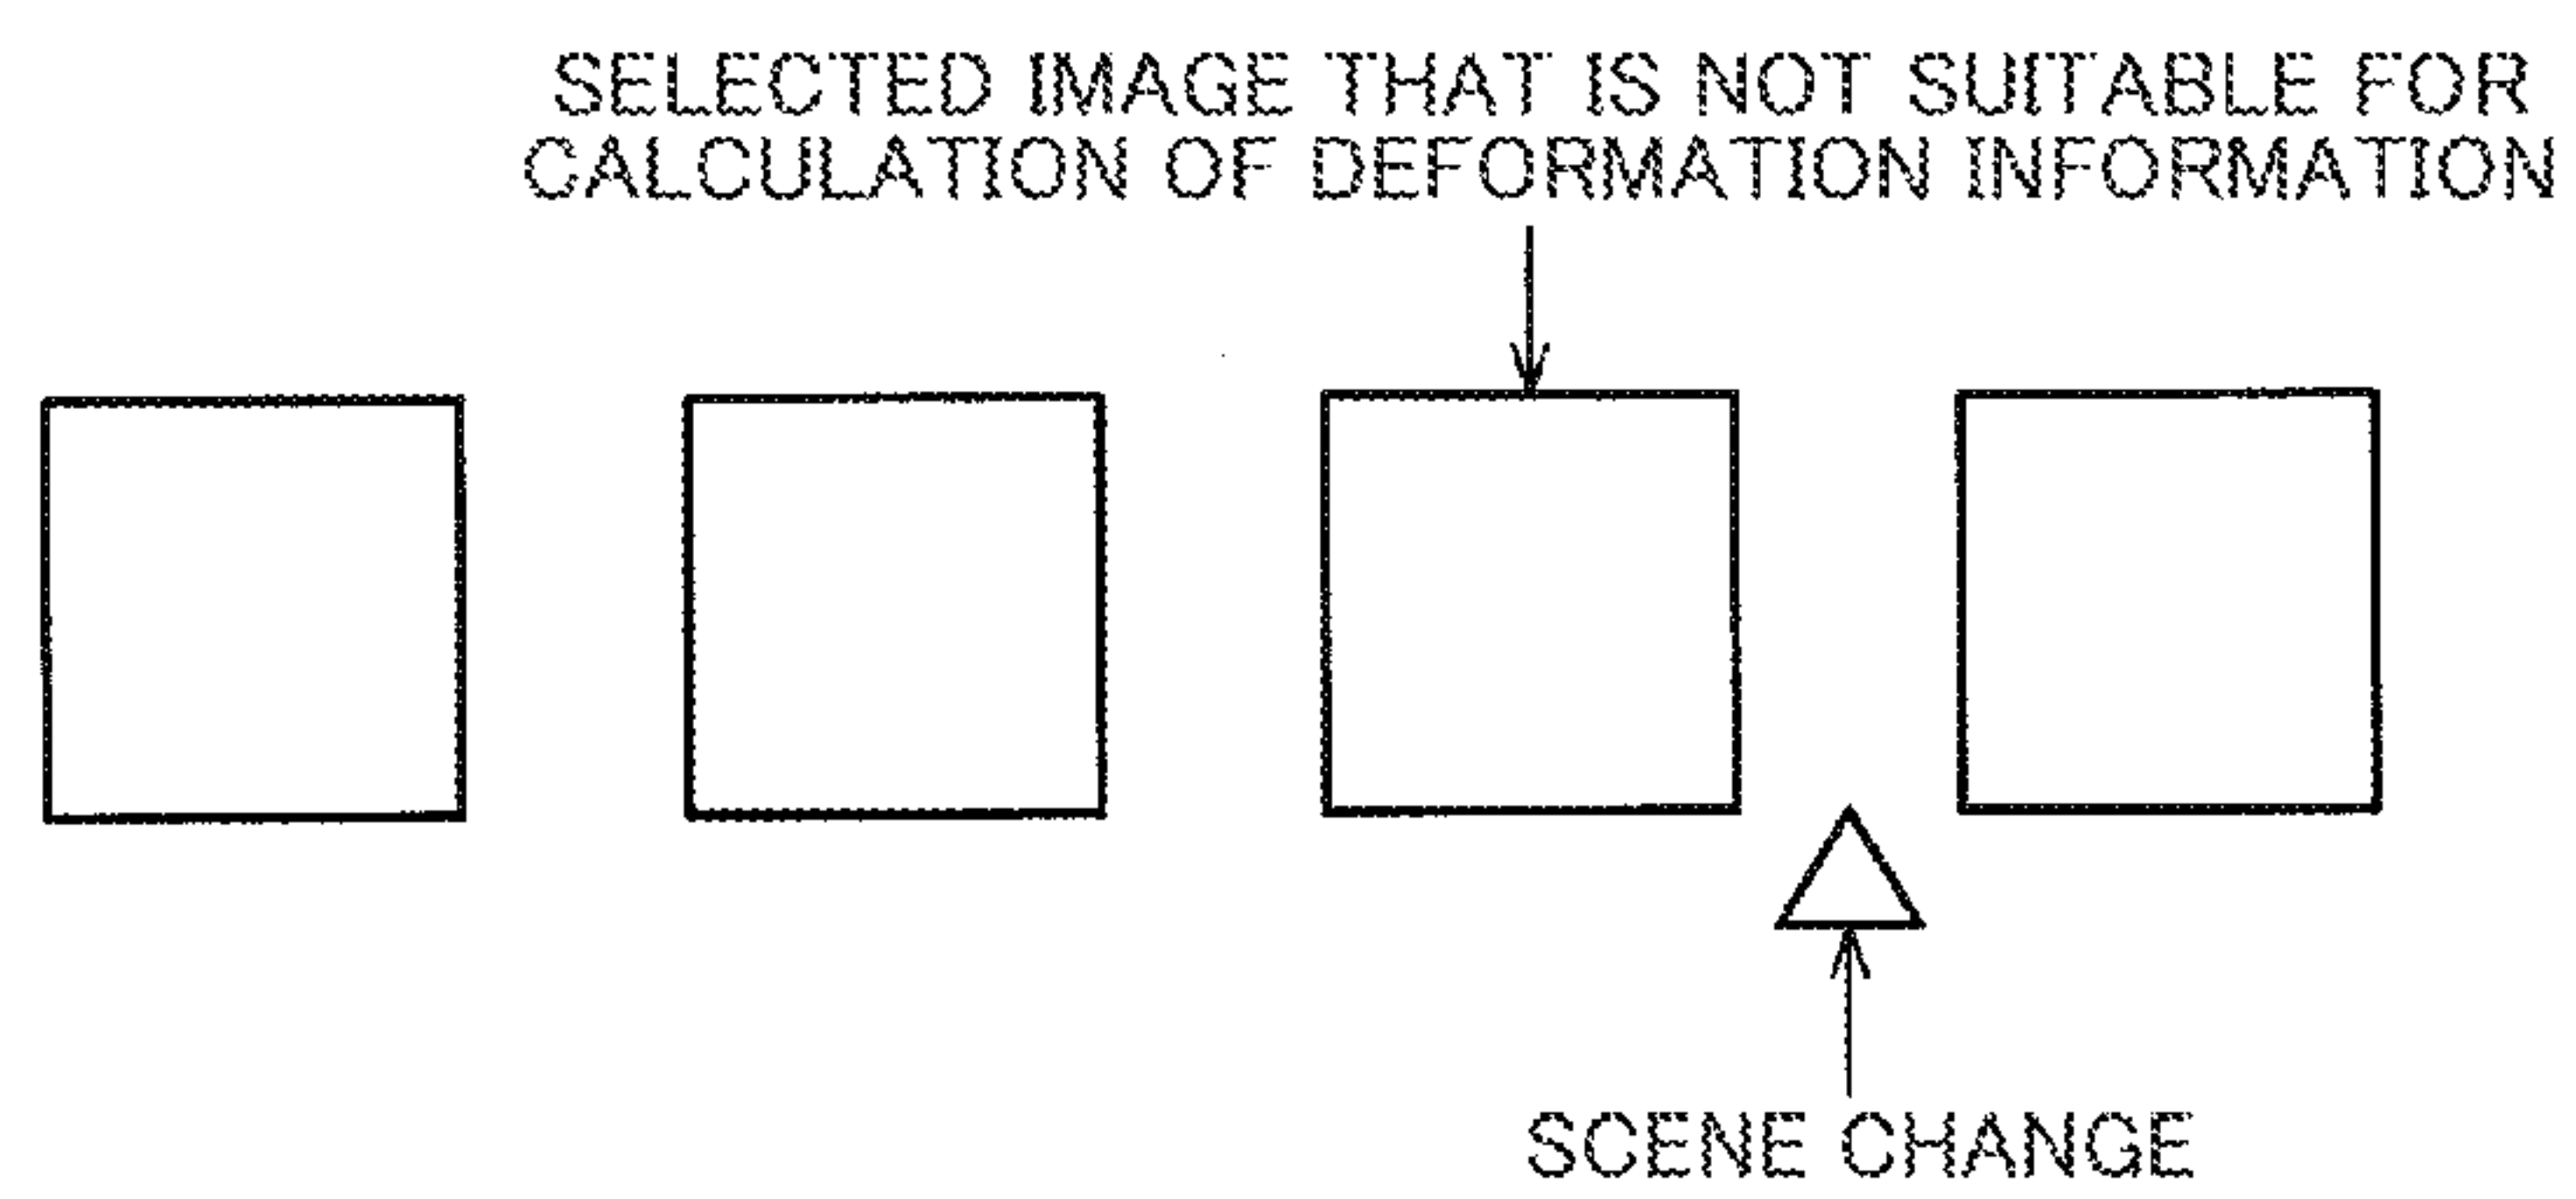 SELECTED IMAGE THAT IS NOT SUITABLE FOR
CALCULATION OF DEFORMATION INFORMATION
SCENE CHANGE